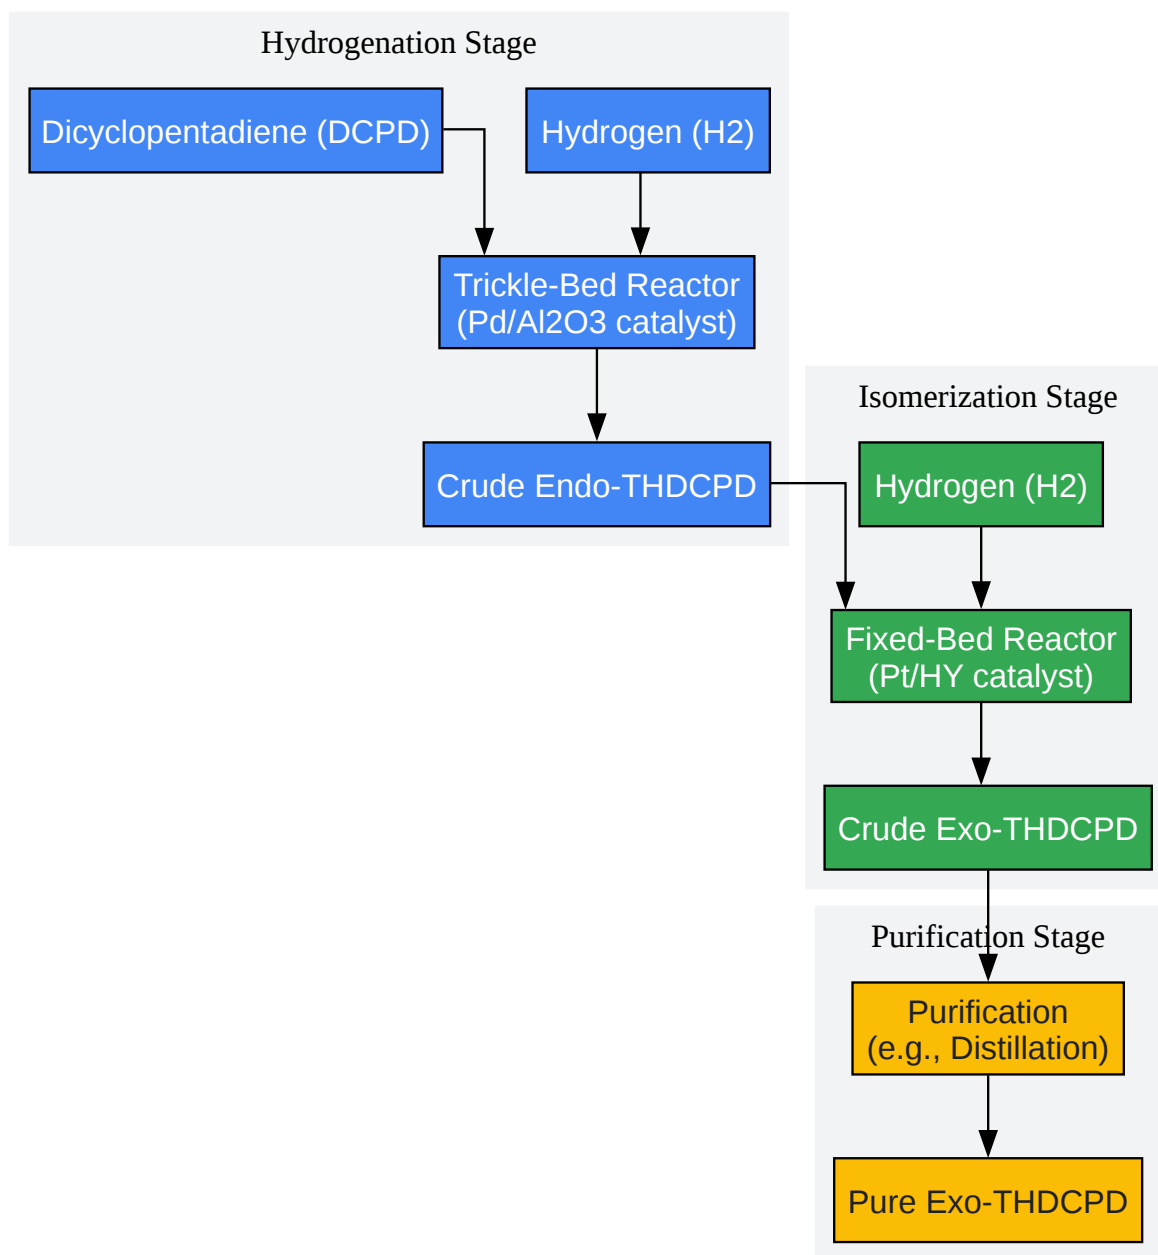 Hydrogenation Stage
Dicyclopentadiene (DCPD)
Hydrogen (H2)
Trickle-Bed Reactor
(Pd/Al2O3 catalyst)
Crude Endo-THDCPD
Isomerization Stage
Hydrogen (H2)
Fixed-Bed Reactor
(Pt/HY catalyst)
Crude Exo-THDCPD
Purification Stage
Purification
(e.g., Distillation)
Pure Exo-THDCPD